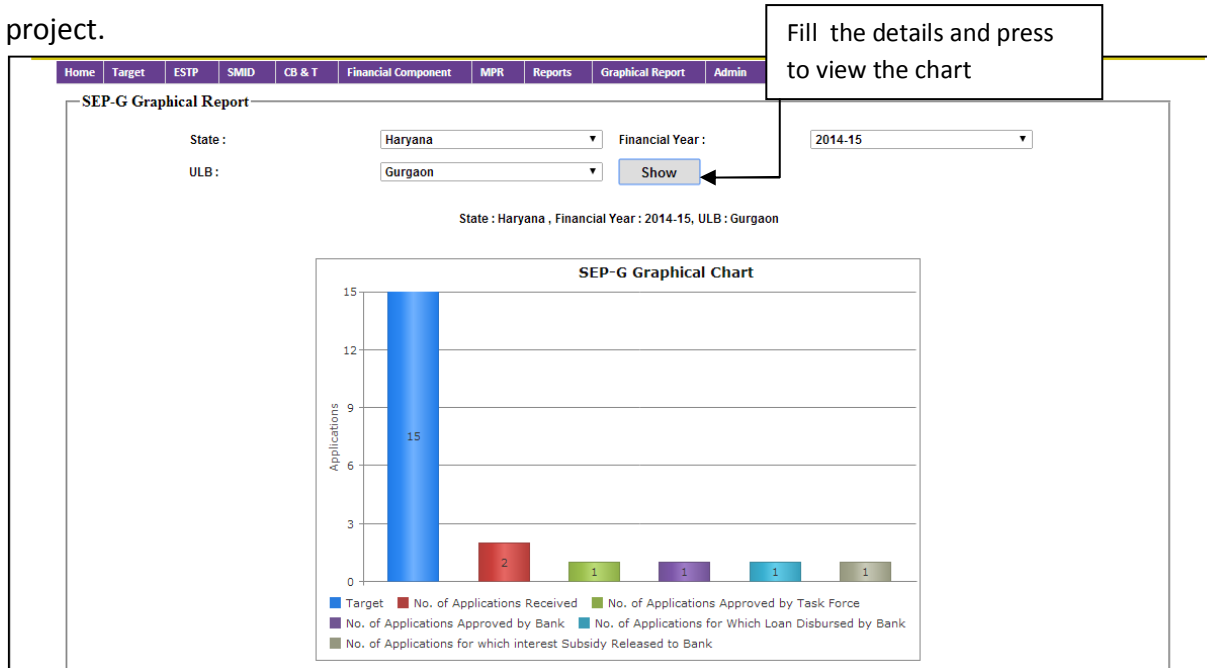 project.
Fill the details and press
to view the chart
Home Target ESTP SMID CB & T Financial Component MPR Reports Graphical Report Admin
SEP-G Graphical Report
State : Haryana Financial Year : 2014-15
ULB : Gurgaon Show
State : Haryana , Financial Year : 2014-15, ULB : Gurgaon
SEP-G Graphical Chart
15
12
9
6
3
0
Applications
15
2
1
1
1
1
Target No. of Applications Received No. of Applications Approved by Task Force
No. of Applications Approved by Bank No. of Applications for Which Loan Disbursed by Bank
No. of Applications for which interest Subsidy Released to Bank